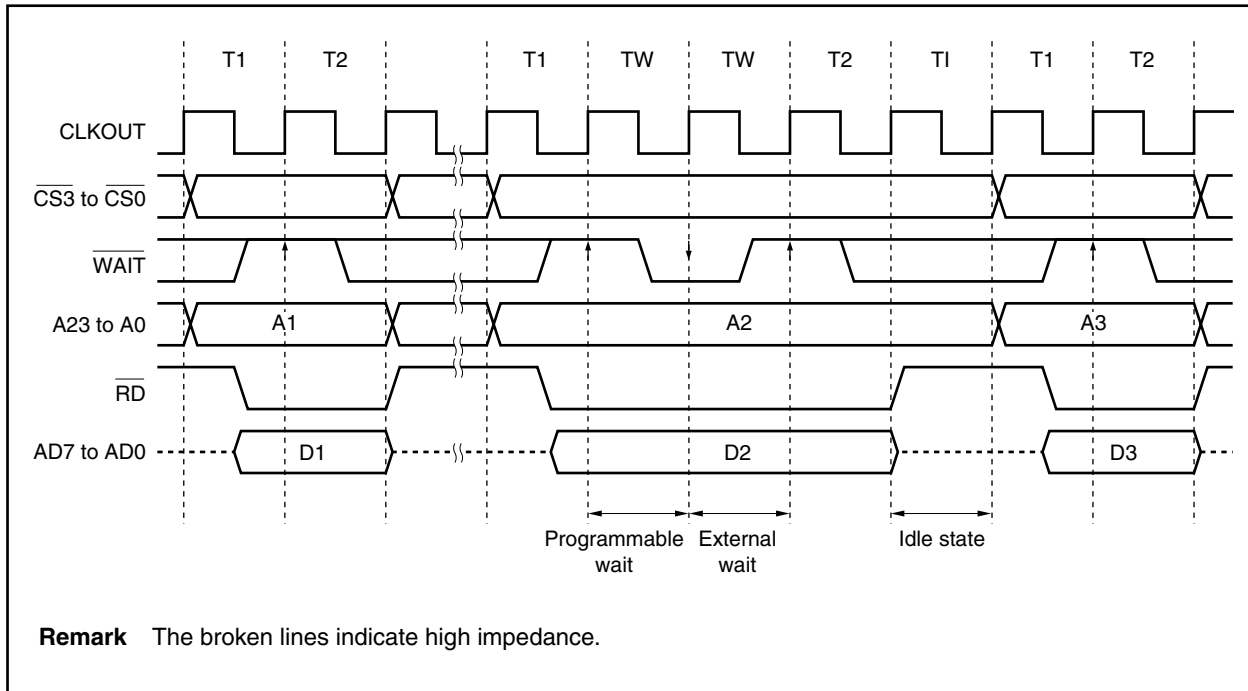 T1 T2 T1 TW TW T2 TI T1 T2
CLKOUT
CS3 to CS0
WAIT
A23 to A0 A1 A2 A3
RD
AD7 to AD0 D1 D2 D3
Programmable wait
External wait
Idle state
Remark The broken lines indicate high impedance.